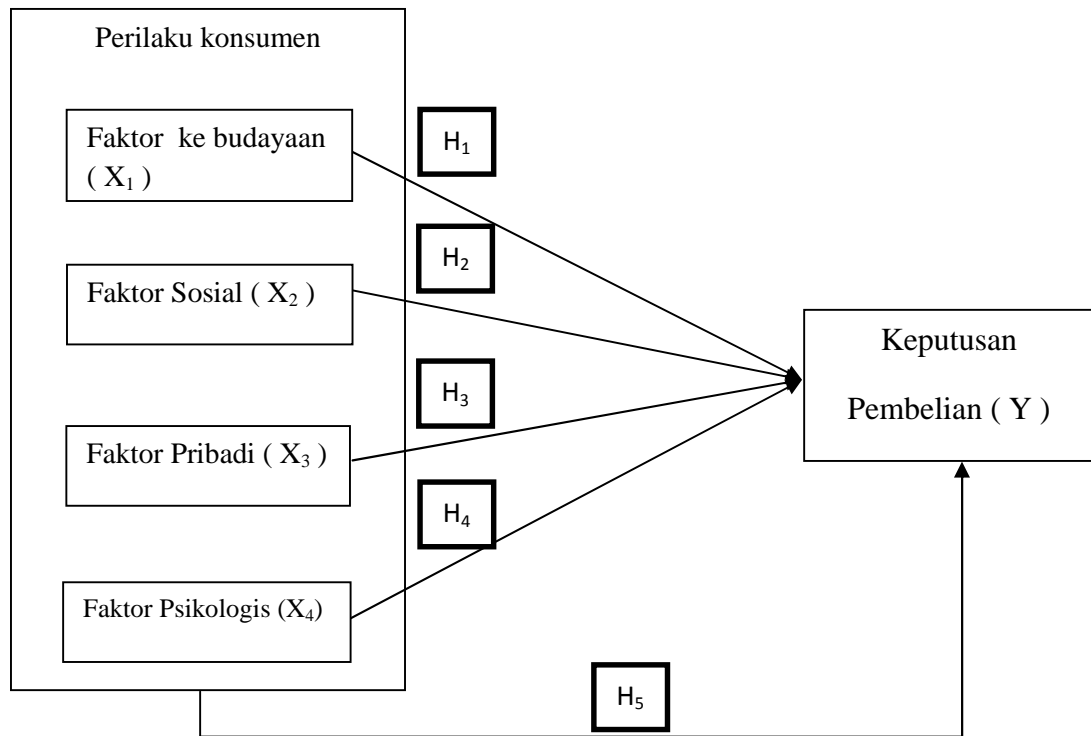 Perilaku konsumen
Faktor ke budayaan
( X₁ )
H₁
H₂
Faktor Sosial ( X₂ )
Keputusan
Pembelian ( Y )
H₃
Faktor Pribadi ( X₃ )
H₄
Faktor Psikologis (X₄)
H₅